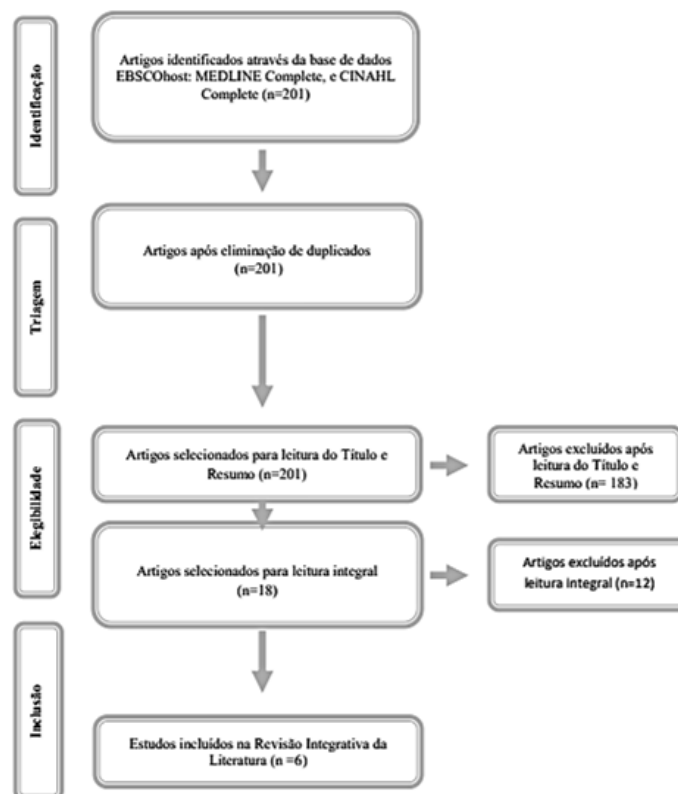 Identificação
Artigos identificados através da base de dados
EBSCOhost: MEDLINE Complete, e CINAHL
Complete (n=201)
Triagem
Artigos após eliminação de duplicados
(n=201)
Elegibilidade
Artigos selecionados para leitura do Título e
Resumo (n=201)
Artigos excluídos após
leitura do Título e
Resumo (n= 183)
Artigos selecionados para leitura integral
(n=18)
Artigos excluídos após
leitura integral (n=12)
Inclusão
Estudos incluídos na Revisão Integrativa da
Literatura (n =6)